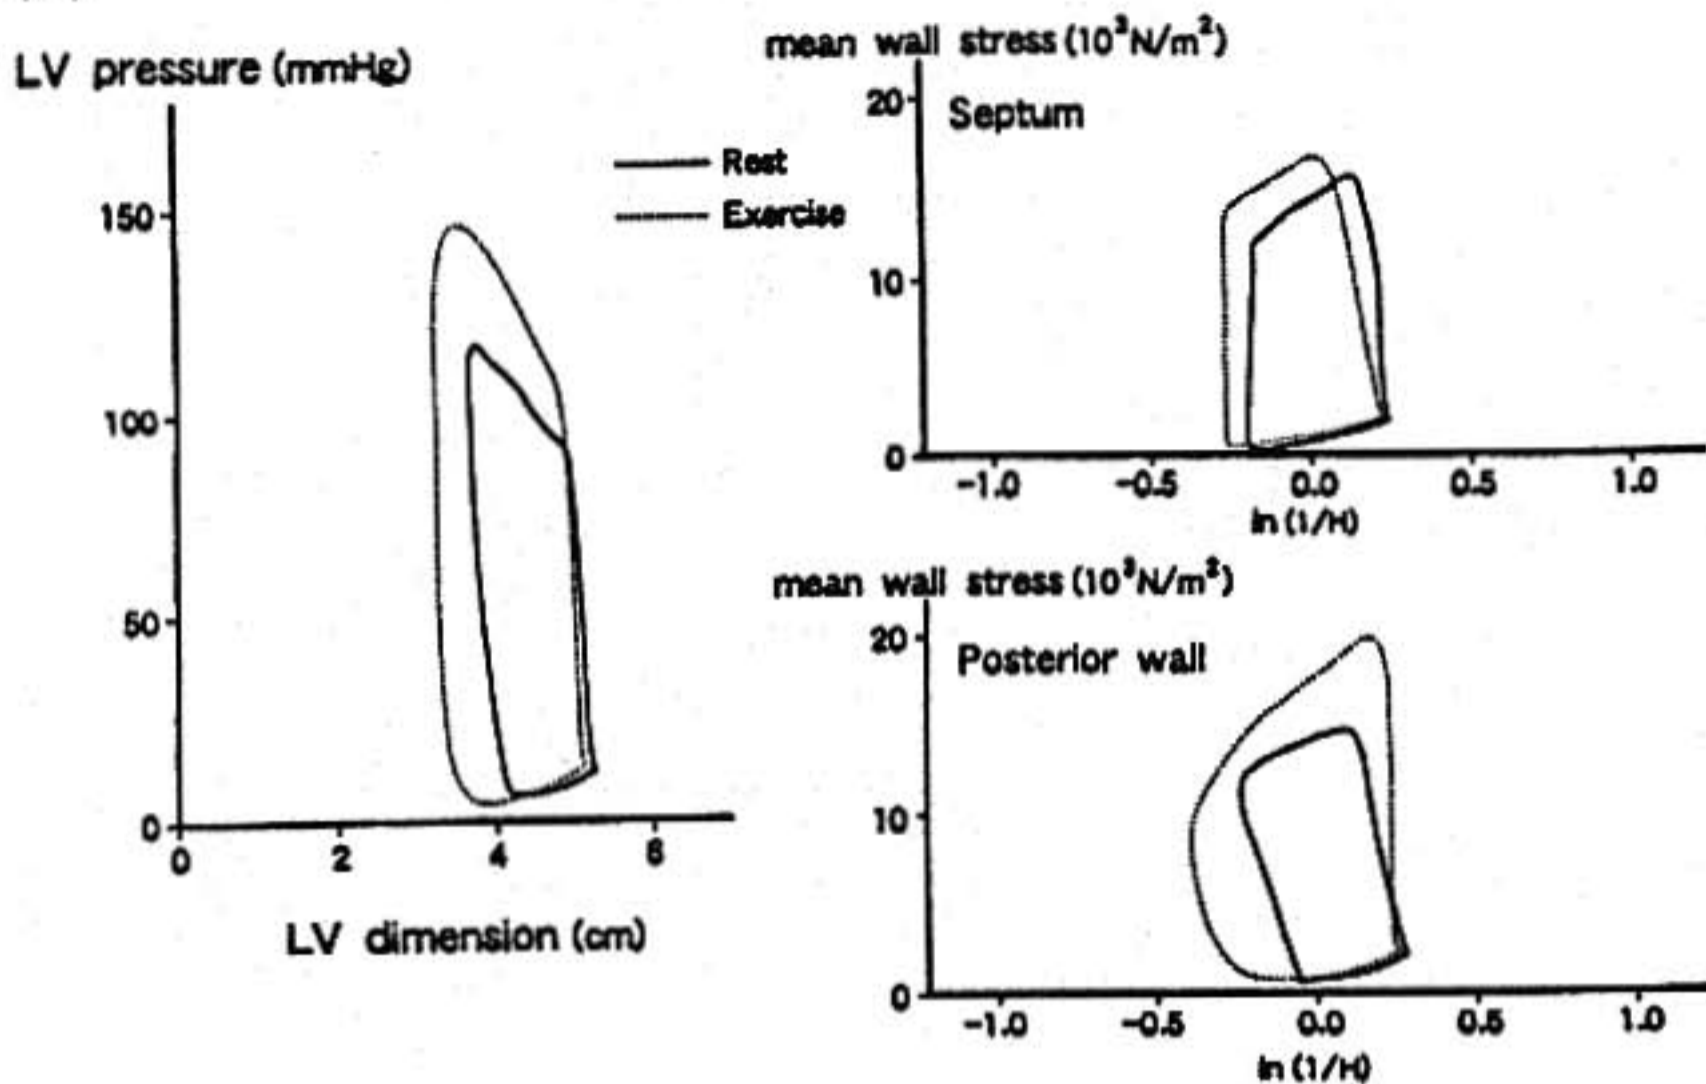 LV pressure (mmHg)
150
100
50
0
0 2 4 6
LV dimension (cm)
Rest
Exercise
mean wall stress (10³N/m²)
20
Septum
10
0
-1.0 -0.5 0.0 0.5 1.0
ln (1/H)
mean wall stress (10³N/m²)
20
Posterior wall
10
0
-1.0 -0.5 0.0 0.5 1.0
ln (1/H)